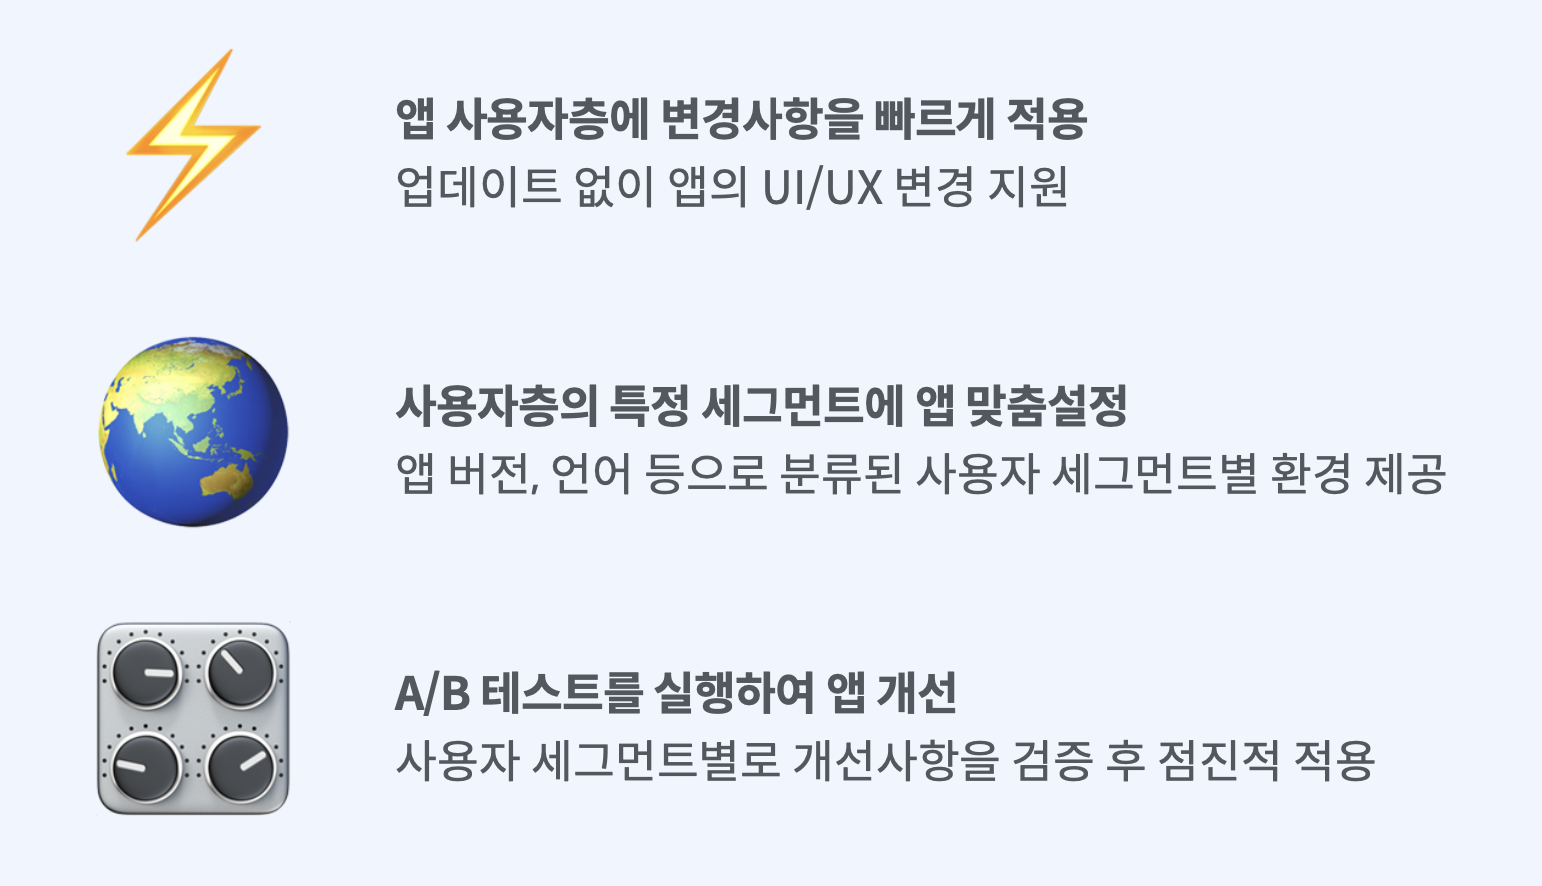 앱 사용자층에 변경사항을 빠르게 적용
업데이트 없이 앱의 UI/UX 변경 지원
사용자층의 특정 세그먼트에 앱 맞춤설정
앱 버전, 언어 등으로 분류된 사용자 세그먼트별 환경 제공
A/B 테스트를 실행하여 앱 개선
사용자 세그먼트별로 개선사항을 검증 후 점진적 적용